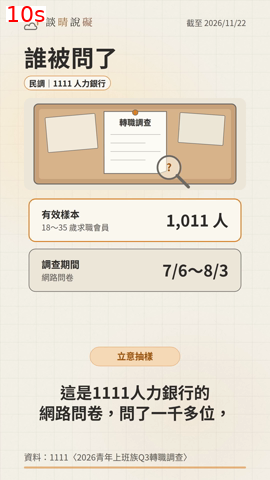 10s
談晴說礙
截至 2026/11/22
誰被問了
民調｜1111 人力銀行
轉職調查
?
有效樣本
18～35 歲求職會員
1,011 人
調查期間
網路問卷
7/6～8/3
立意抽樣
這是1111人力銀行的
網路問卷，問了一千多位，
資料：1111〈2026青年上班族Q3轉職調查〉